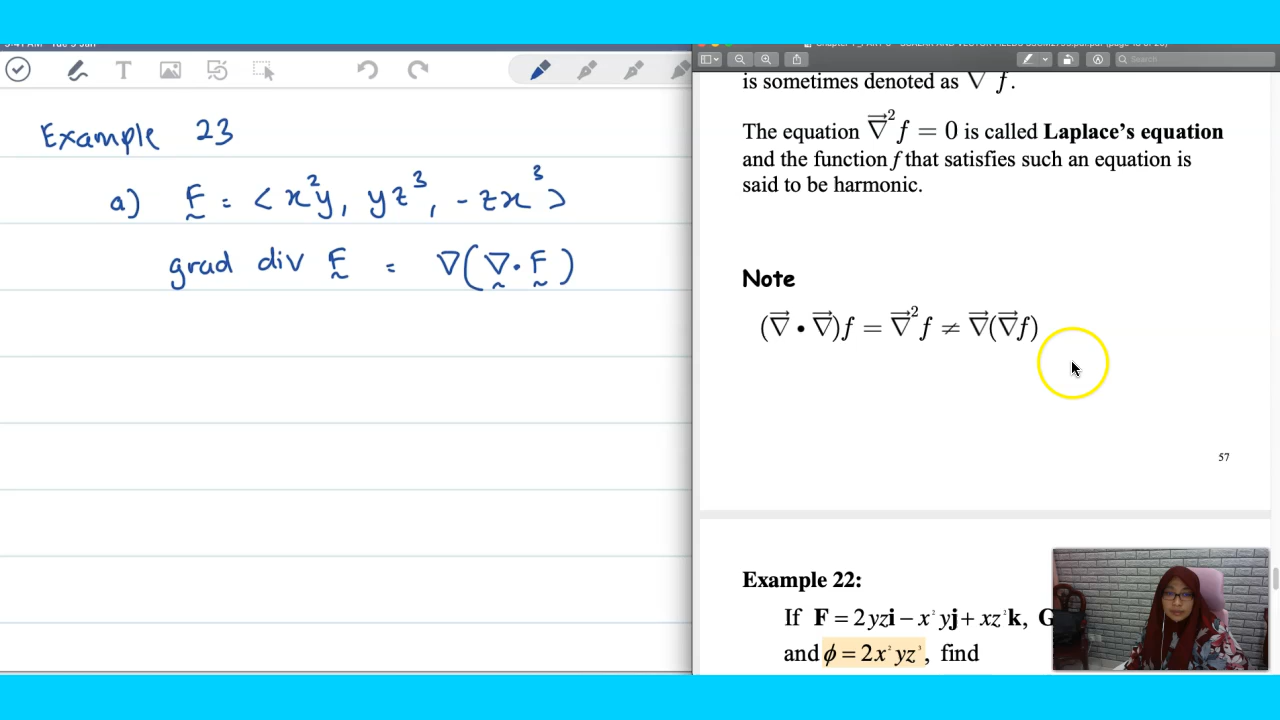 Example 23
a) F = < x²y, yz³, -zx³ >
grad div F = ∇(∇・F)
Search
is sometimes denoted as ∇ f.
The equation ∇⃗²f = 0 is called Laplace's equation
and the function f that satisfies such an equation is
said to be harmonic.
Note
(∇⃗ • ∇⃗)f = ∇⃗²f ≠ ∇⃗(∇⃗f)
57
Example 22:
If F = 2yzi − x²yj + xz²k, G
and ϕ = 2x²yz³, find